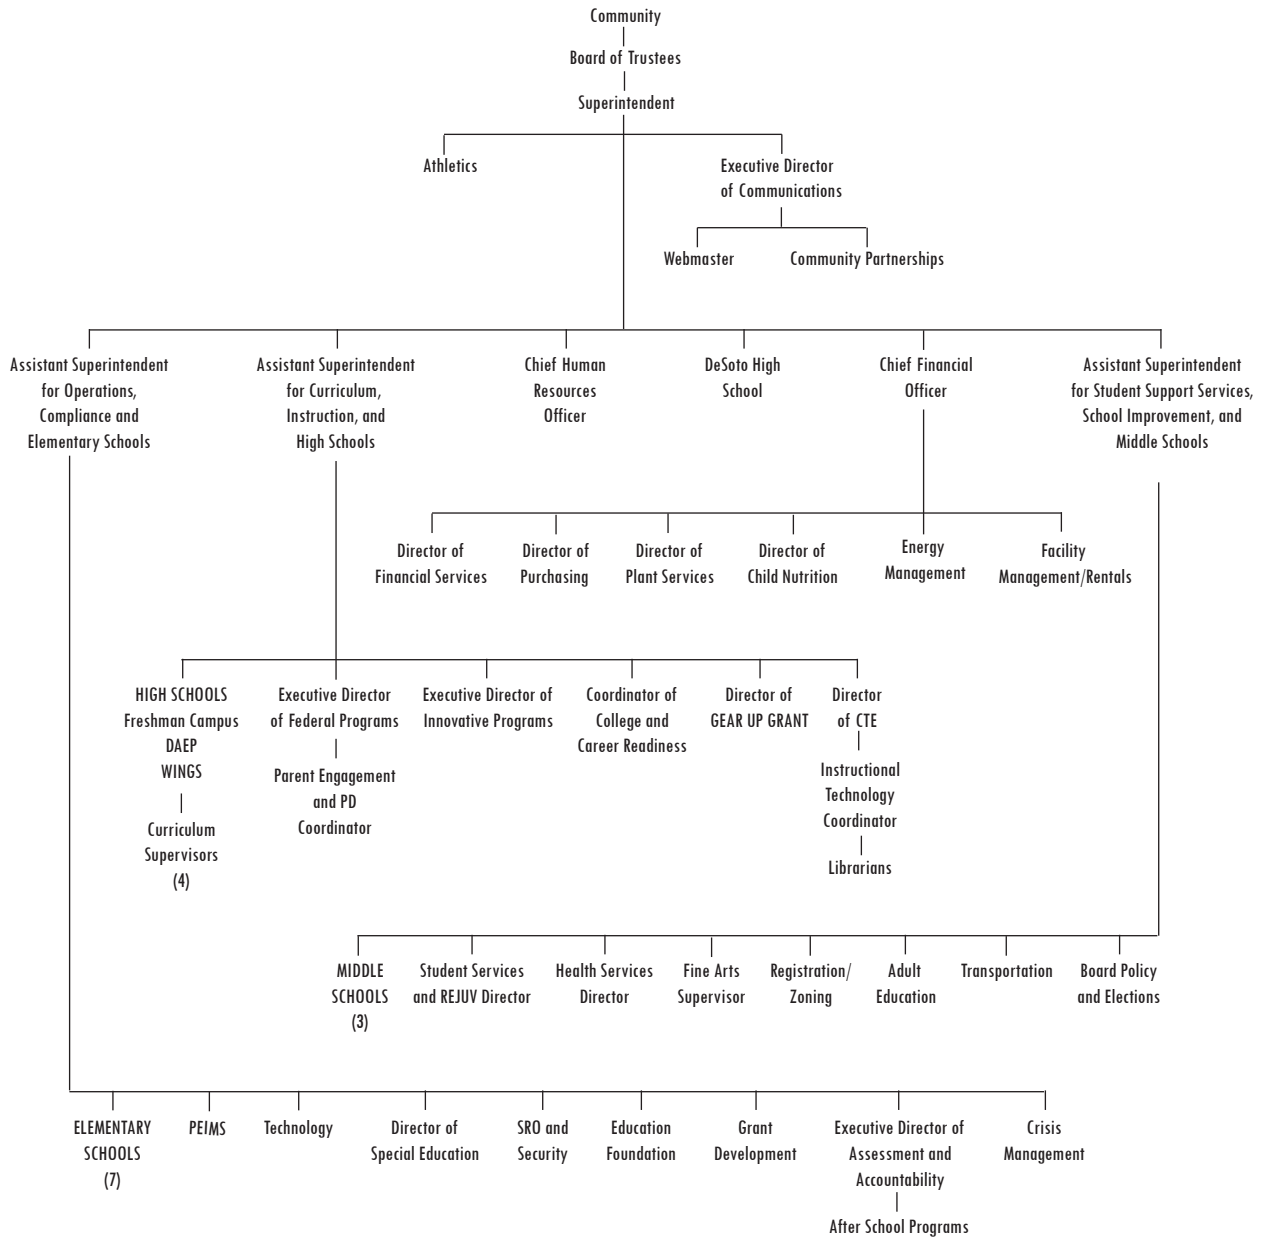 Community
Board of Trustees
Superintendent
Athletics
Executive Director
of Communications
Webmaster
Community Partnerships
Assistant Superintendent
for Operations,
Compliance and
Elementary Schools
Assistant Superintendent
for Curriculum,
Instruction, and
High Schools
Chief Human
Resources
Officer
DeSoto High
School
Chief Financial
Officer
Assistant Superintendent
for Student Support Services,
School Improvement, and
Middle Schools
Director of
Financial Services
Director of
Purchasing
Director of
Plant Services
Director of
Child Nutrition
Energy
Management
Facility
Management/Rentals
HIGH SCHOOLS
Freshman Campus
DAEP
WINGS
Curriculum
Supervisors
(4)
Executive Director
of Federal Programs
Parent Engagement
and PD
Coordinator
Executive Director of
Innovative Programs
Coordinator of
College and
Career Readiness
Director of
GEAR UP GRANT
Director
of CTE
Instructional
Technology
Coordinator
Librarians
MIDDLE
SCHOOLS
(3)
Student Services
and REJUV Director
Health Services
Director
Fine Arts
Supervisor
Registration/
Zoning
Adult
Education
Transportation
Board Policy
and Elections
ELEMENTARY
SCHOOLS
(7)
PEIMS
Technology
Director of
Special Education
SRO and
Security
Education
Foundation
Grant
Development
Executive Director of
Assessment and
Accountability
After School Programs
Crisis
Management